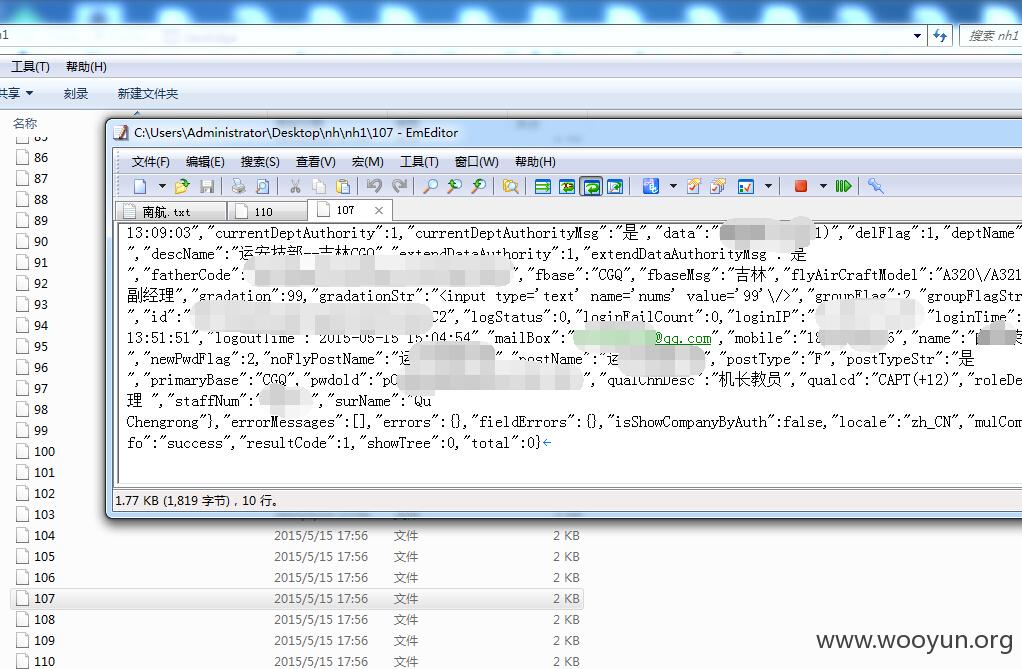 h1
搜索 nh1
工具(T) 帮助(H)
共享 刻录 新建文件夹
名称
C:\Users\Administrator\Desktop\nh\nh1\107 - EmEditor
文件(F) 编辑(E) 搜索(S) 查看(V) 宏(M) 工具(T) 窗口(W) 帮助(H)
南航.txt 110 107
13:09:03","currentDeptAuthority":1,"currentDeptAuthorityMsg":"是","data":" 1)","delFlag":1,"deptName"
","descName":"运安技部--吉林CGQ","extendDataAuthority":1,"extendDataAuthorityMsg": 是
","fatherCode": ","fbase":"CGQ","fbaseMsg":"吉林","flyAirCraftModel":"A320\/A321
副经理","gradation":99,"gradationStr":"<input type='text' name='nums' value='99'\/>","groupFlag":2 "groupFlagStr
","id":" C2","logStatus":0,"loginFailCount":0,"loginIP": "loginTime":
13:51:51","logoutTime":"2015-05-15 15:04:54","mailBox":" @qq.com","mobile":"18 6","name":"
","newPwdFlag":2,"noFlyPostName":"运 "postName":"运 ","postType":"F","postTypeStr":"是
","primaryBase":"CGQ","pwdold":"pC ","qualChnDesc":"机长教员","qualcd":"CAPT(+12)","roleDe
理 ","staffNum":" ","surName":"Qu
Chengrong"},"errorMessages":[],"errors":{},"fieldErrors":{},"isShowCompanyByAuth":false,"locale":"zh_CN","mulCom
fo":"success","resultCode":1,"showTree":0,"total":0}
1.77 KB (1,819 字节), 10 行。
85
86
87
88
89
90
91
92
93
94
95
96
97
98
99
100
101
102
103
104 2015/5/15 17:56 文件 2 KB
105 2015/5/15 17:56 文件 2 KB
106 2015/5/15 17:56 文件 2 KB
107 2015/5/15 17:56 文件 2 KB
108 2015/5/15 17:56 文件 2 KB
109 2015/5/15 17:56 文件 2 KB
110 2015/5/15 17:56 文件 2 KB
www.wooyun.org